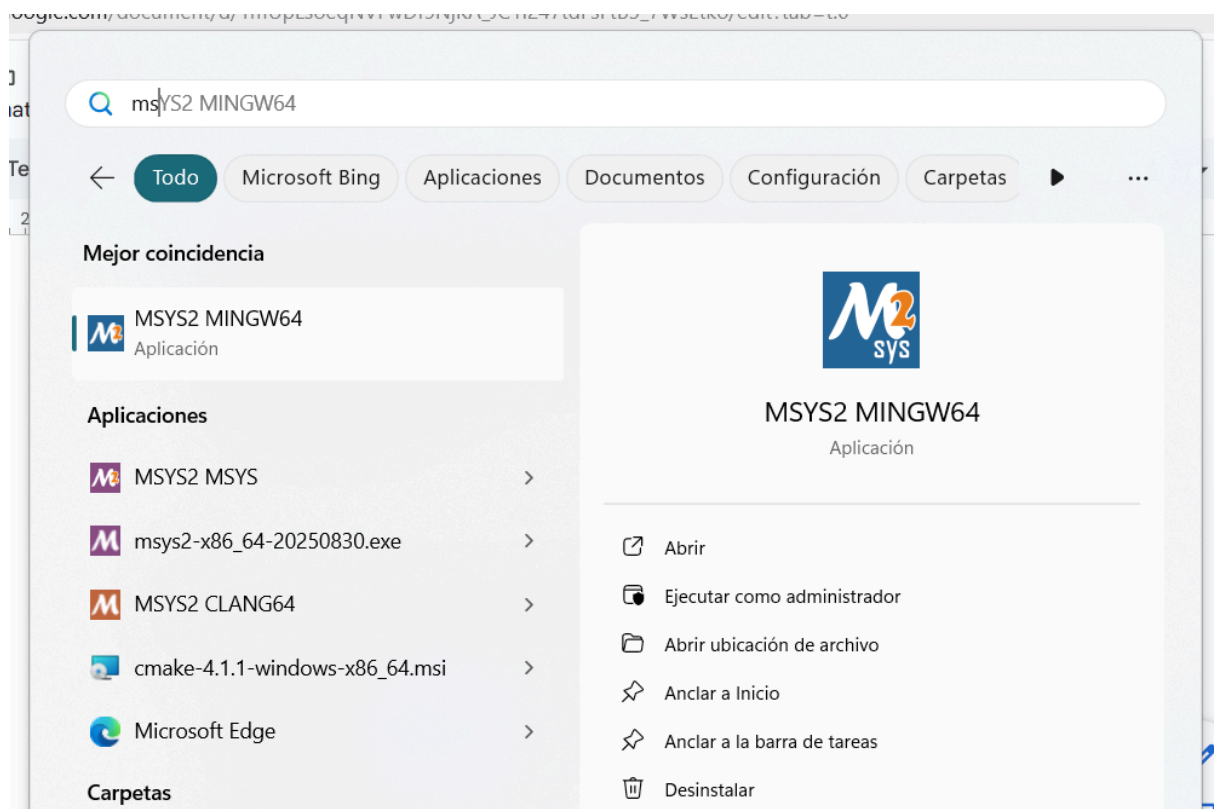 msYS2 MINGW64
Todo Microsoft Bing Aplicaciones Documentos Configuración Carpetas
Mejor coincidencia
MSYS2 MINGW64
Aplicación
Aplicaciones
MSYS2 MSYS
msys2-x86_64-20250830.exe
MSYS2 CLANG64
cmake-4.1.1-windows-x86_64.msi
Microsoft Edge
Carpetas
M2
sys
MSYS2 MINGW64
Aplicación
Abrir
Ejecutar como administrador
Abrir ubicación de archivo
Anclar a Inicio
Anclar a la barra de tareas
Desinstalar